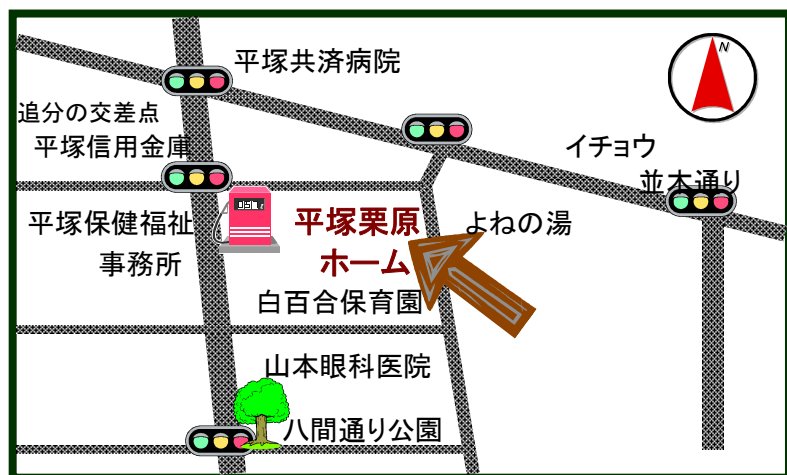 平塚共済病院
N
追分の交差点
平塚信用金庫
イチョウ
並木通り
平塚保健福祉
事務所
平塚栗原
ホーム
よねの湯
白百合保育園
山本眼科医院
八間通り公園